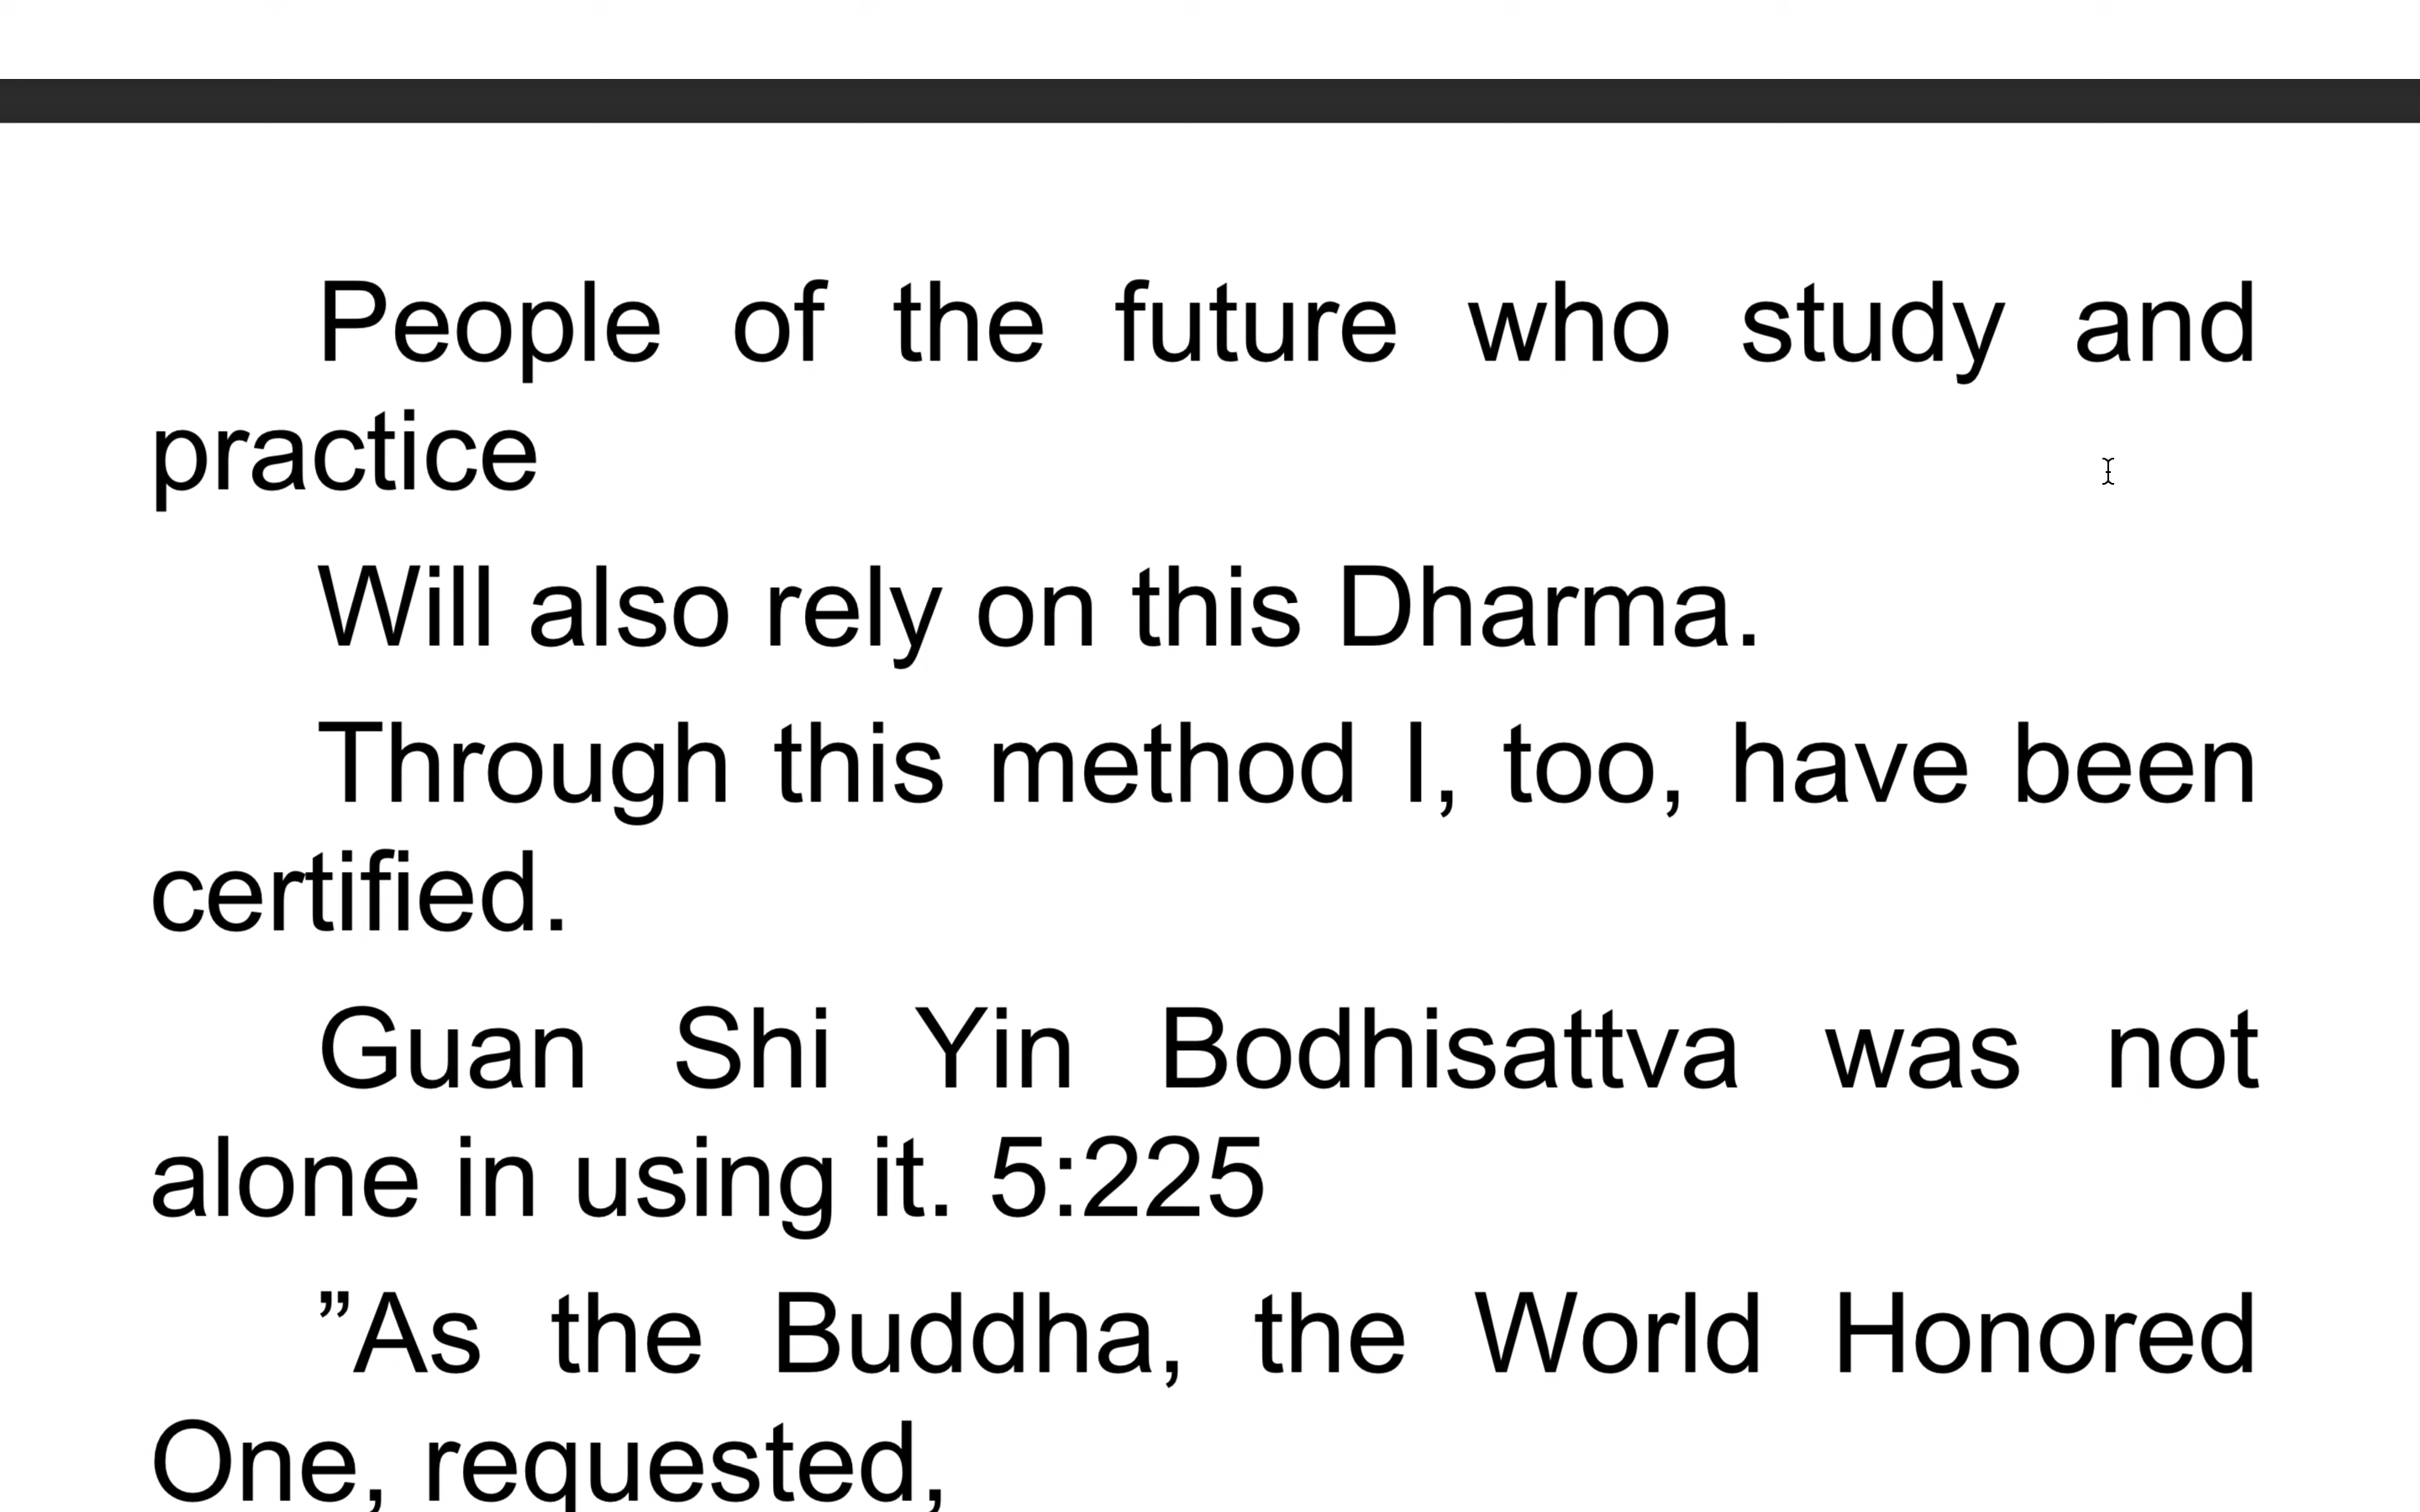 People of the future who study and
practice
Will also rely on this Dharma.
Through this method I, too, have been
certified.
Guan Shi Yin Bodhisattva was not
alone in using it. 5:225
”As the Buddha, the World Honored
One, requested,